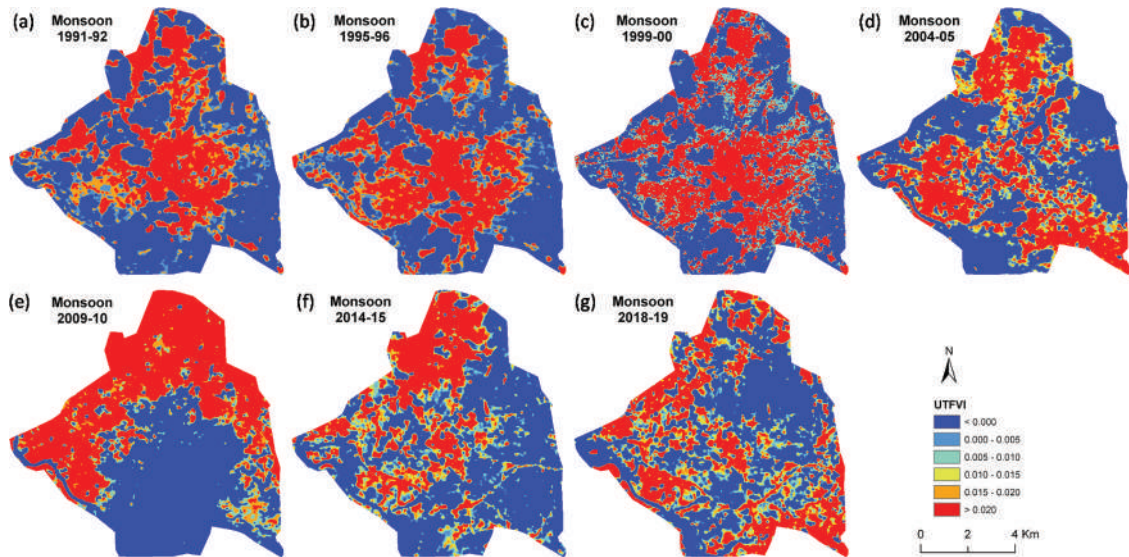 (a) Monsoon
1991-92
(b) Monsoon
1995-96
(c) Monsoon
1999-00
(d) Monsoon
2004-05
(e) Monsoon
2009-10
(f) Monsoon
2014-15
(g) Monsoon
2018-19
N
UTFVI
< 0.000
0.000 - 0.005
0.005 - 0.010
0.010 - 0.015
0.015 - 0.020
> 0.020
0 2 4 Km